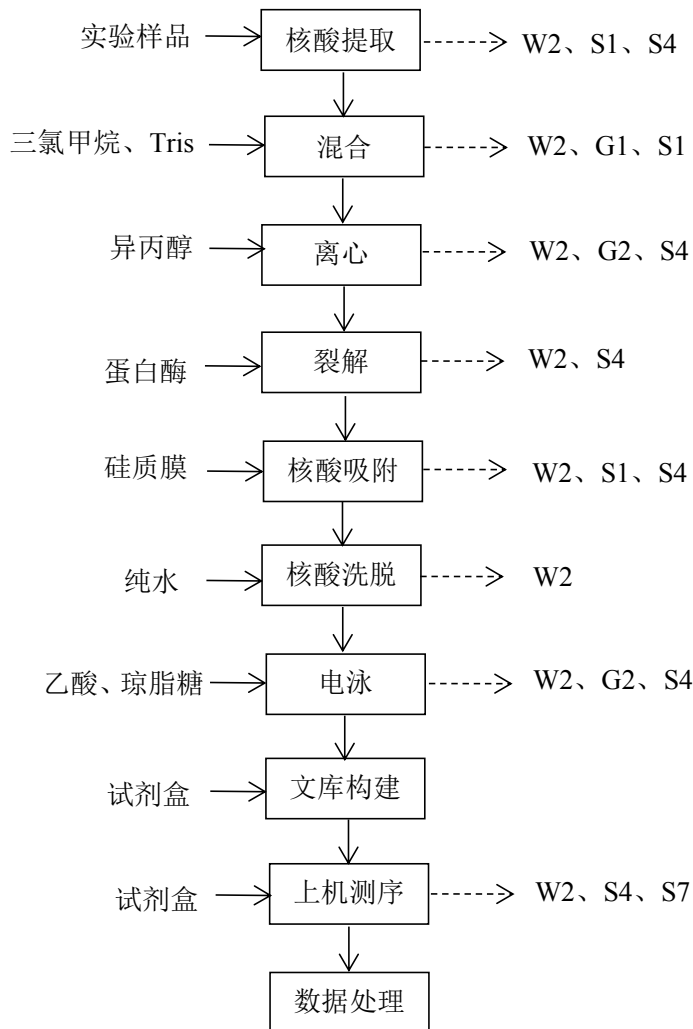 实验样品 核酸提取 W2、S1、S4
三氯甲烷、Tris 混合 W2、G1、S1
异丙醇 离心 W2、G2、S4
蛋白酶 裂解 W2、S4
硅质膜 核酸吸附 W2、S1、S4
纯水 核酸洗脱 W2
乙酸、琼脂糖 电泳 W2、G2、S4
试剂盒 文库构建
试剂盒 上机测序 W2、S4、S7
数据处理